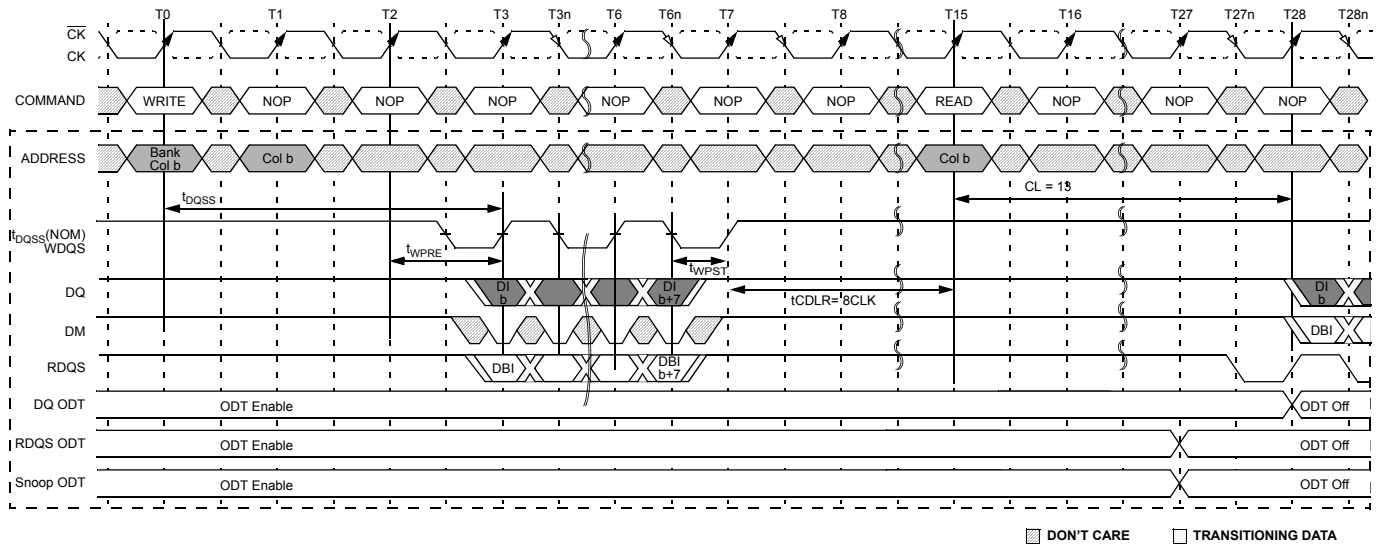 T0 T1 T2 T3 T3n T6 T6n T7 T8 T15 T16 T27 T27n T28 T28n
CK
CK
COMMAND WRITE NOP NOP NOP NOP NOP NOP READ NOP NOP NOP
ADDRESS Bank Col b Col b Col b
tDQSS CL = 13
tDQSS(NOM)
WDQS
tWPRE tWPST
DQ DI b DI b+7 tCDLR= 8CLK DI b
DM DBI
RDQS DBI DBI b+7
DQ ODT ODT Enable ODT Off
RDQS ODT ODT Enable ODT Off
Snoop ODT ODT Enable ODT Off
DON'T CARE TRANSITIONING DATA